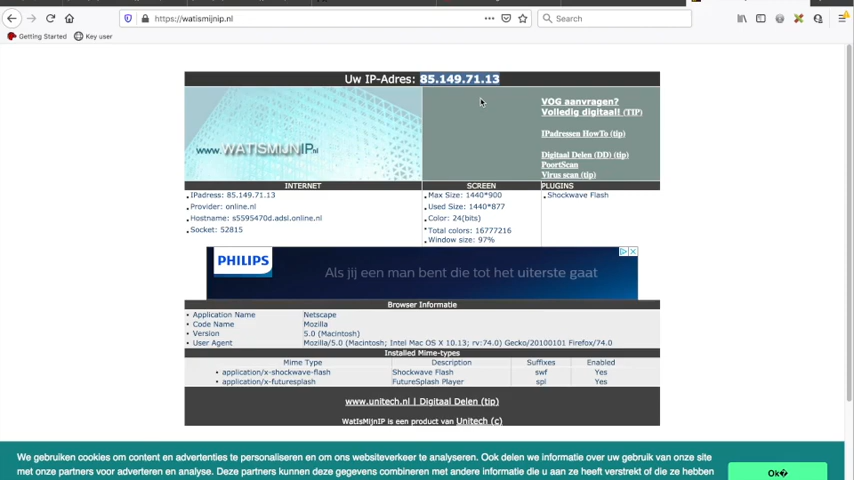 https://watismijnip.nl
Search
Getting Started
Key user
Uw IP-Adres: 85.149.71.13
www.WATISMIJNIP.nl
VOG aanvragen?
Volledig digitaal! (TIP)
IPadressen HowTo (tip)
Digitaal Delen (DD) (tip)
PoortScan
Virus scan (tip)
INTERNET SCREEN PLUGINS
IPadress: 85.149.71.13
Provider: online.nl
Hostname: s5595470d.adsl.online.nl
Socket: 52815
Max Size: 1440*900
Used Size: 1440*877
Color: 24(bits)
Total colors: 16777216
Window size: 97%
Shockwave Flash
PHILIPS
Als jij een man bent die tot het uiterste gaat
Browser Informatie
Application Name Netscape
Code Name Mozilla
Version 5.0 (Macintosh)
User Agent Mozilla/5.0 (Macintosh; Intel Mac OS X 10.13; rv:74.0) Gecko/20100101 Firefox/74.0
Installed Mime-types
Mime Type Description Suffixes Enabled
application/x-shockwave-flash Shockwave Flash swf Yes
application/x-futuresplash FutureSplash Player spl Yes
www.unitech.nl | Digitaal Delen (tip)
WatIsMijnIP is een product van Unitech (c)
We gebruiken cookies om content en advertenties te personaliseren en om ons websiteverkeer te analyseren. Ook delen we informatie over uw gebruik van onze site
met onze partners voor adverteren en analyse. Deze partners kunnen deze gegevens combineren met andere informatie die u aan ze heeft verstrekt of die ze hebben
Ok�